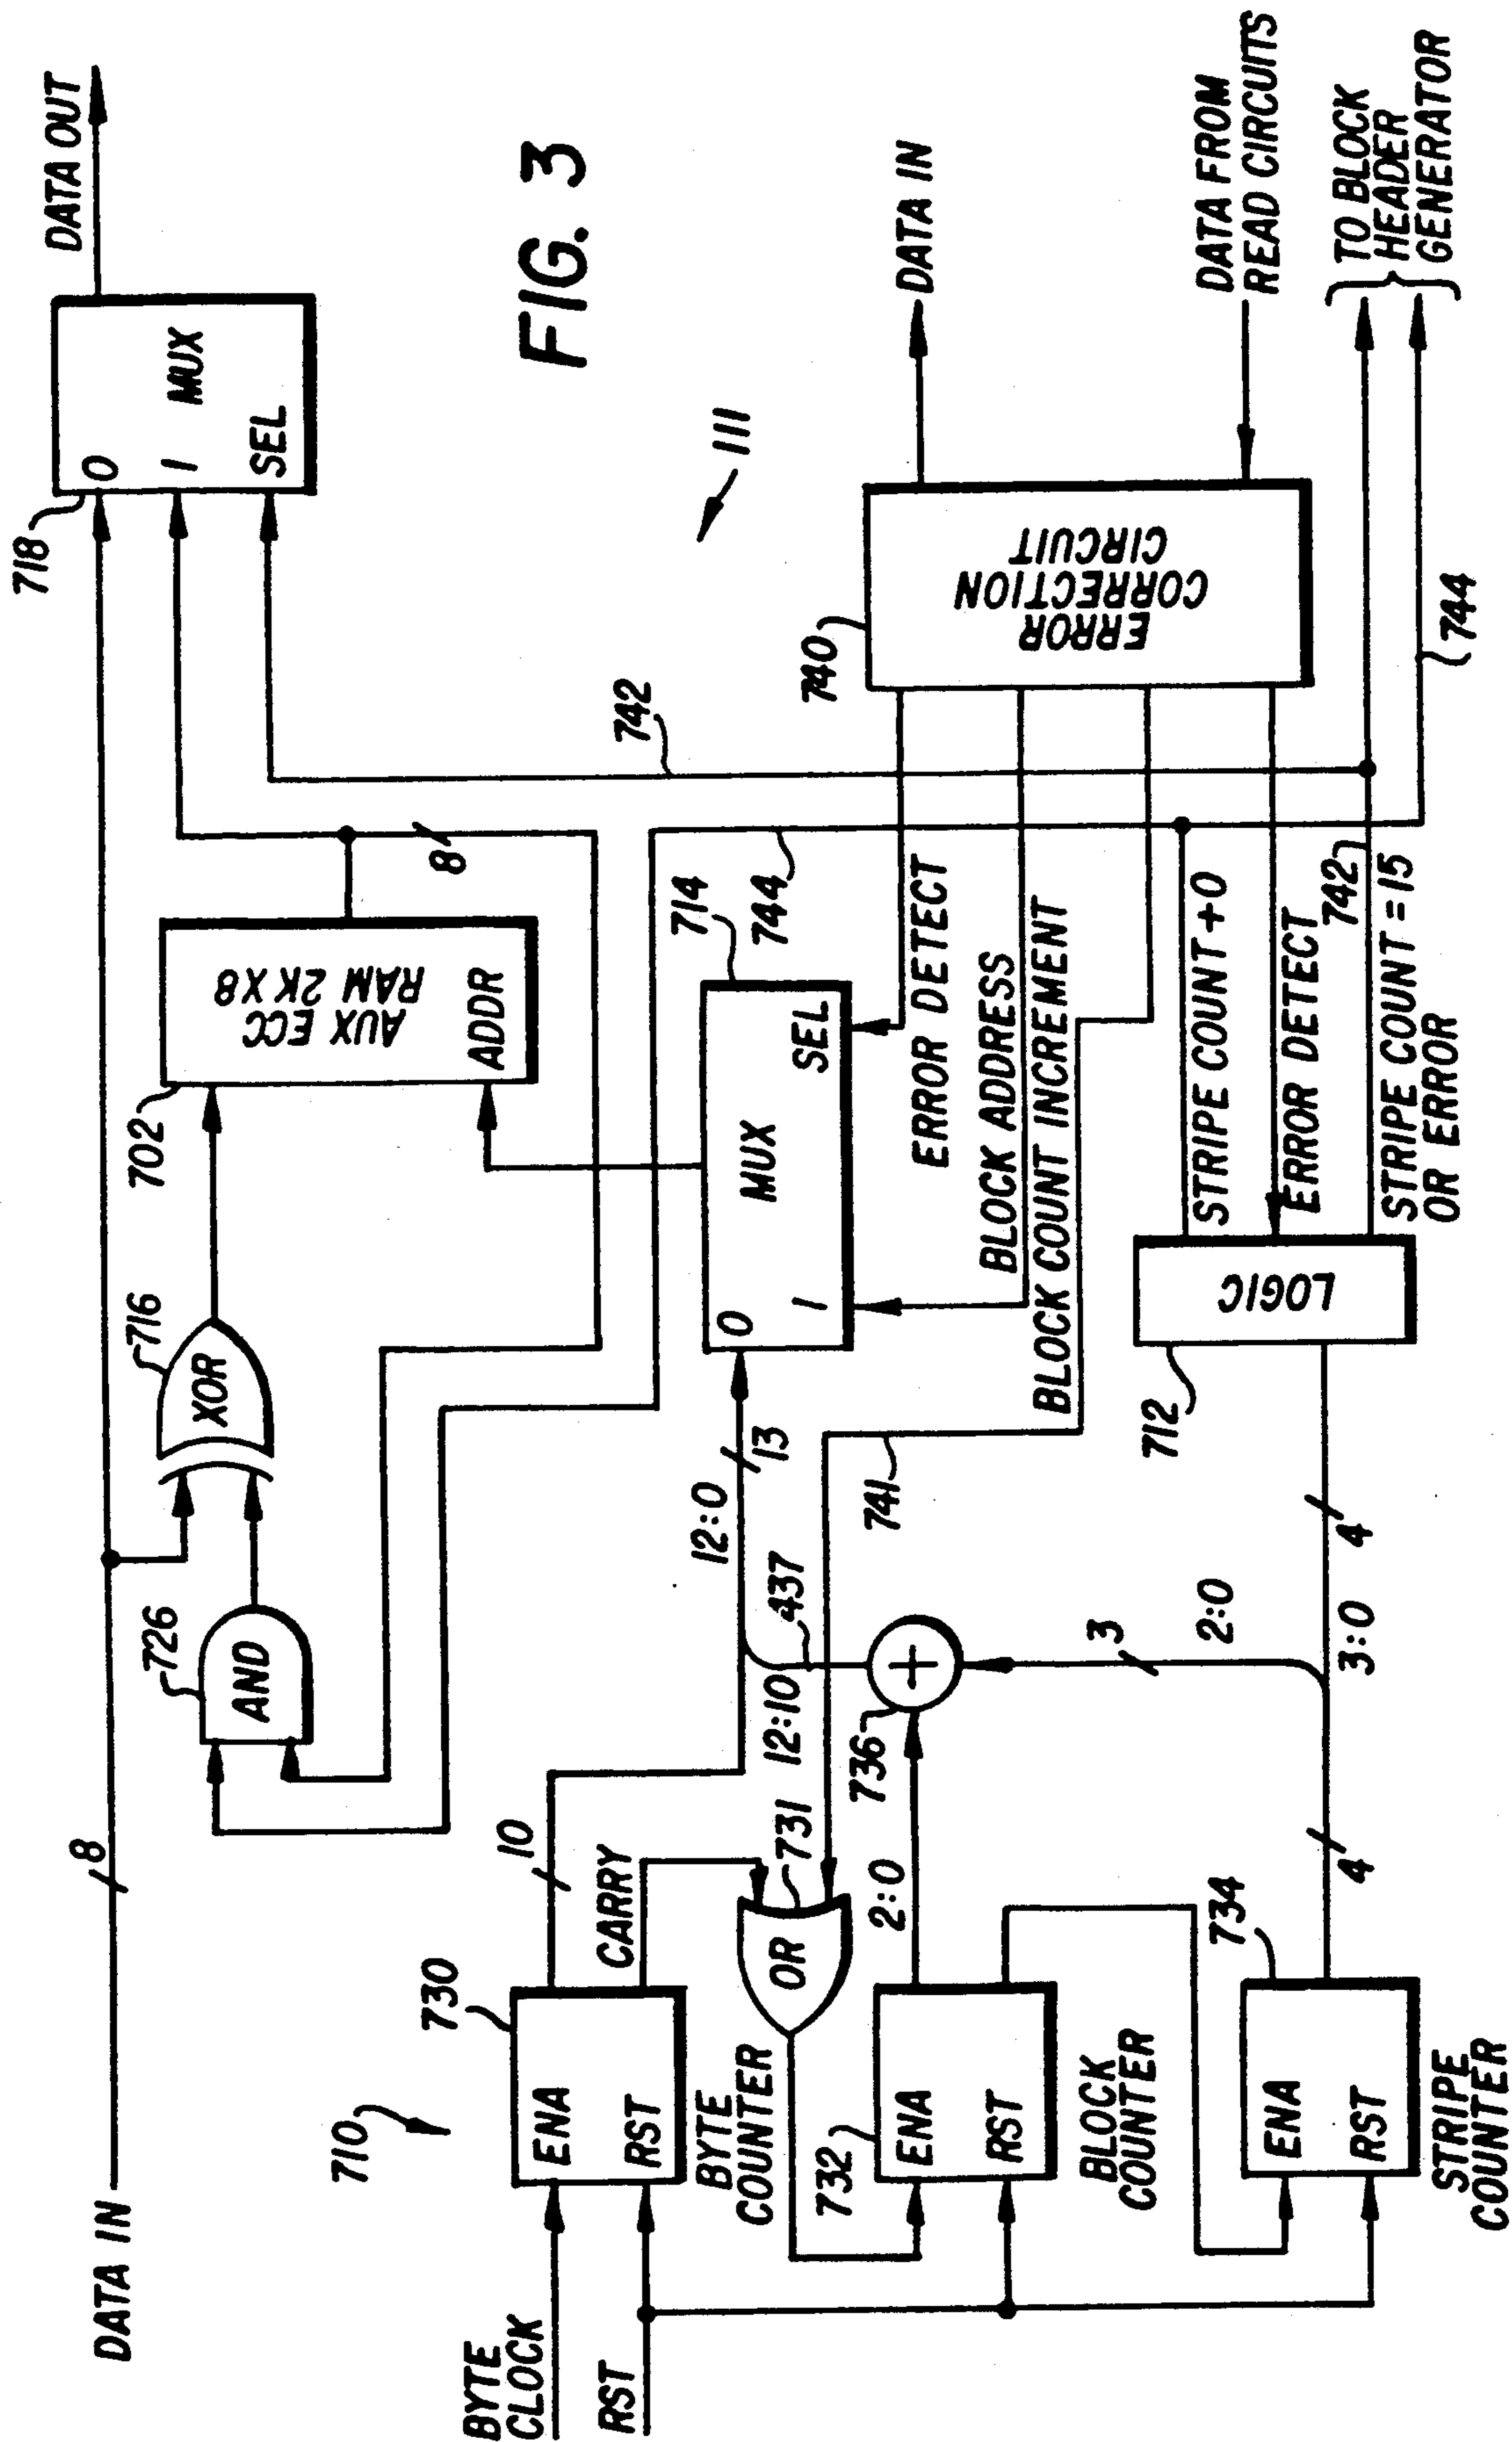 DATA IN
8
726
AND
716
XOR
702
AUX ECC
RAM 2K X 8
ADDR
8
718
0
1
MUX
SEL
DATA OUT
FIG. 3
111
710
BYTE
CLOCK
RST
730
ENA
RST
BYTE
COUNTER
10
CARRY
12:0
13
714
0
1
MUX
SEL
744
742
OR
731
12:10
437
741
732
ENA
RST
BLOCK
COUNTER
2:0
736
+
3
2:0
ERROR DETECT
BLOCK ADDRESS
BLOCK COUNT INCREMENT
740
ERROR
CORRECTION
CIRCUIT
DATA IN
DATA FROM
READ CIRCUITS
734
ENA
RST
STRIPE
COUNTER
4
3:0
4
712
LOGIC
STRIPE COUNT+0
ERROR DETECT
742
STRIPE COUNT = 15
OR ERROR
744
TO BLOCK
HEADER
GENERATOR